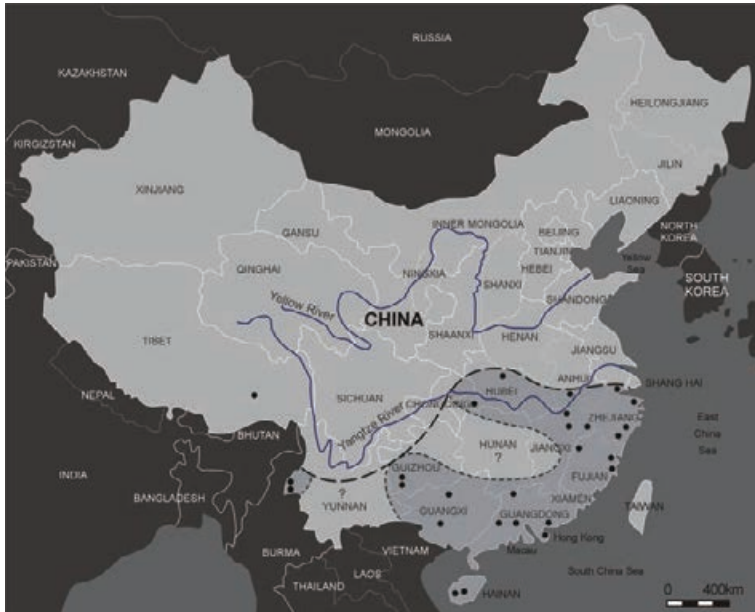 RUSSIA
KAZAKHSTAN
HEILONGJIANG
MONGOLIA
KIRGIZSTAN
JILIN
XINJIANG
LIAONING
GANSU
INNER MONGOLIA
BEIJING
NORTH
KOREA
TIANJIN
PAKISTAN
QINGHAI
NINGXIA
HEBEI
Yellow
Sea
SHANXI
SOUTH
KOREA
Yellow River
SHANDONG
CHINA
TIBET
SHAANXI
HENAN
JIANGSU
NEPAL
SICHUAN
ANHUI
SHANG HAI
HUBEI
CHONGQING
Yangtze River
ZHEJIANG
East
China
Sea
BHUTAN
HUNAN
?
JIANGXI
INDIA
GUIZHOU
FUJIAN
BANGLADESH
?
YUNNAN
XIAMEN
TAIWAN
GUANGXI
GUANGDONG
Hong Kong
Macau
BURMA
VIETNAM
LAOS
South China Sea
THAILAND
HAINAN
0 400km